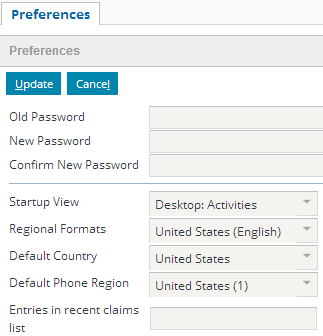 Preferences
Preferences
Update Cancel
Old Password
New Password
Confirm New Password
Startup View Desktop: Activities
Regional Formats United States (English)
Default Country United States
Default Phone Region United States (1)
Entries in recent claims
list